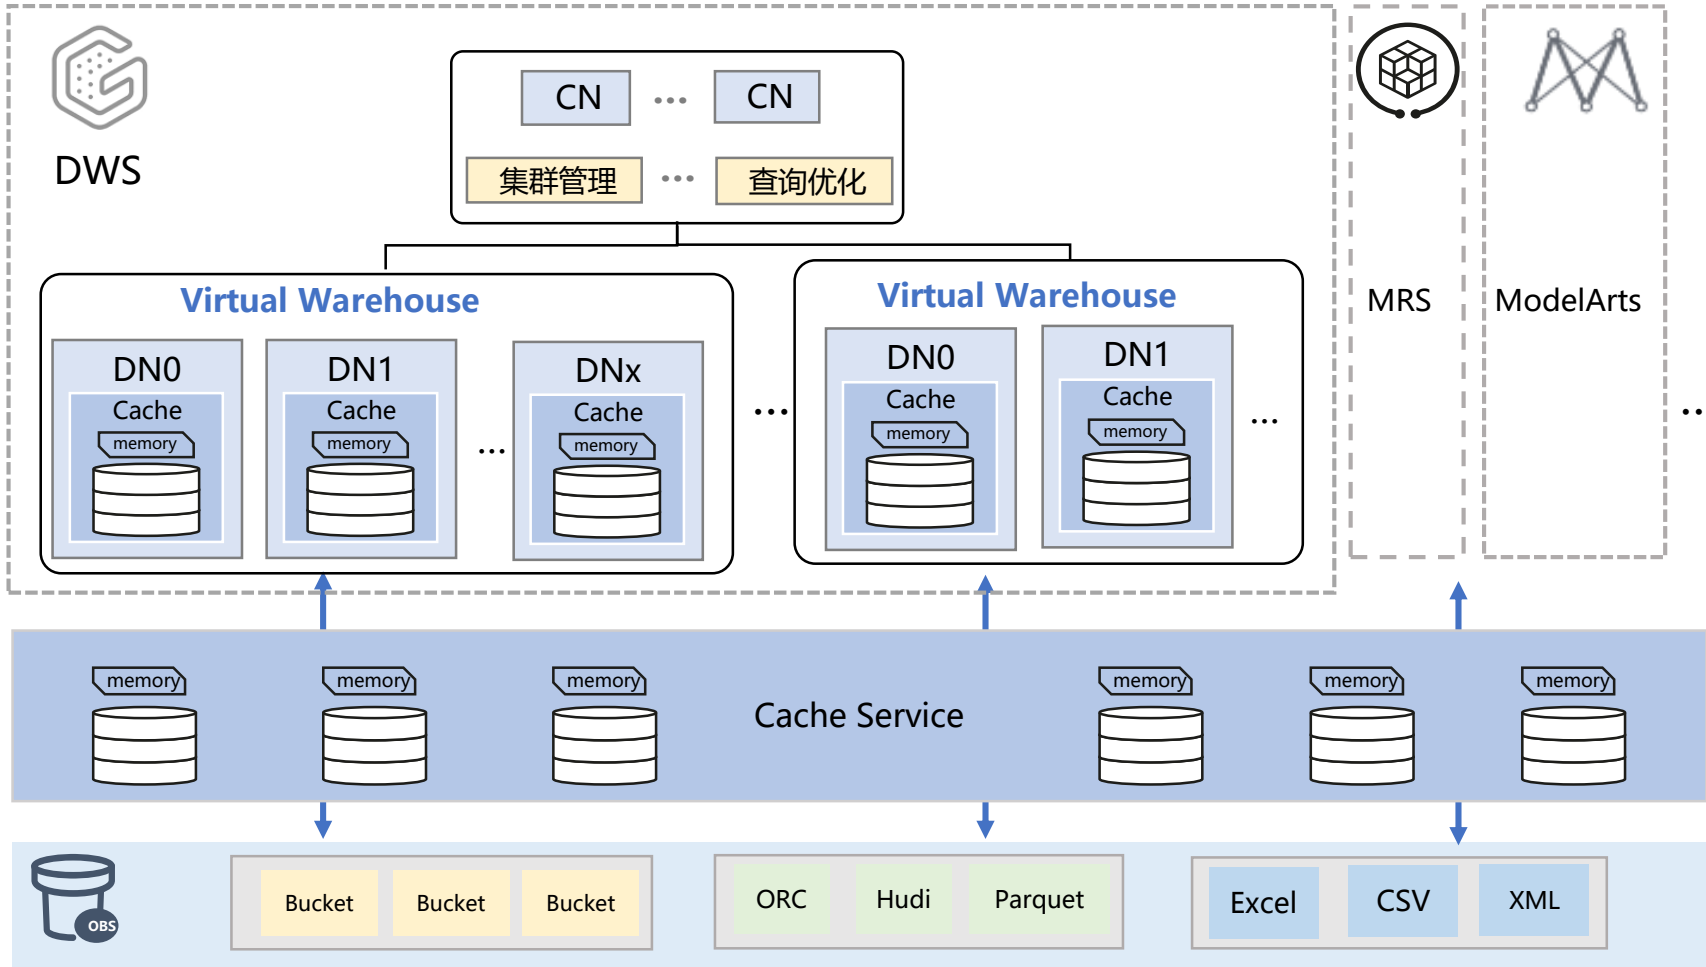 DWS
CN ... CN
集群管理 ... 查询优化
Virtual Warehouse
DN0
Cache
memory
DN1
Cache
memory
...
DNx
Cache
memory
...
Virtual Warehouse
DN0
Cache
memory
DN1
Cache
memory
...
MRS
ModelArts
..
memory
memory
memory
Cache Service
memory
memory
memory
OBS
Bucket
Bucket
Bucket
ORC
Hudi
Parquet
Excel
CSV
XML